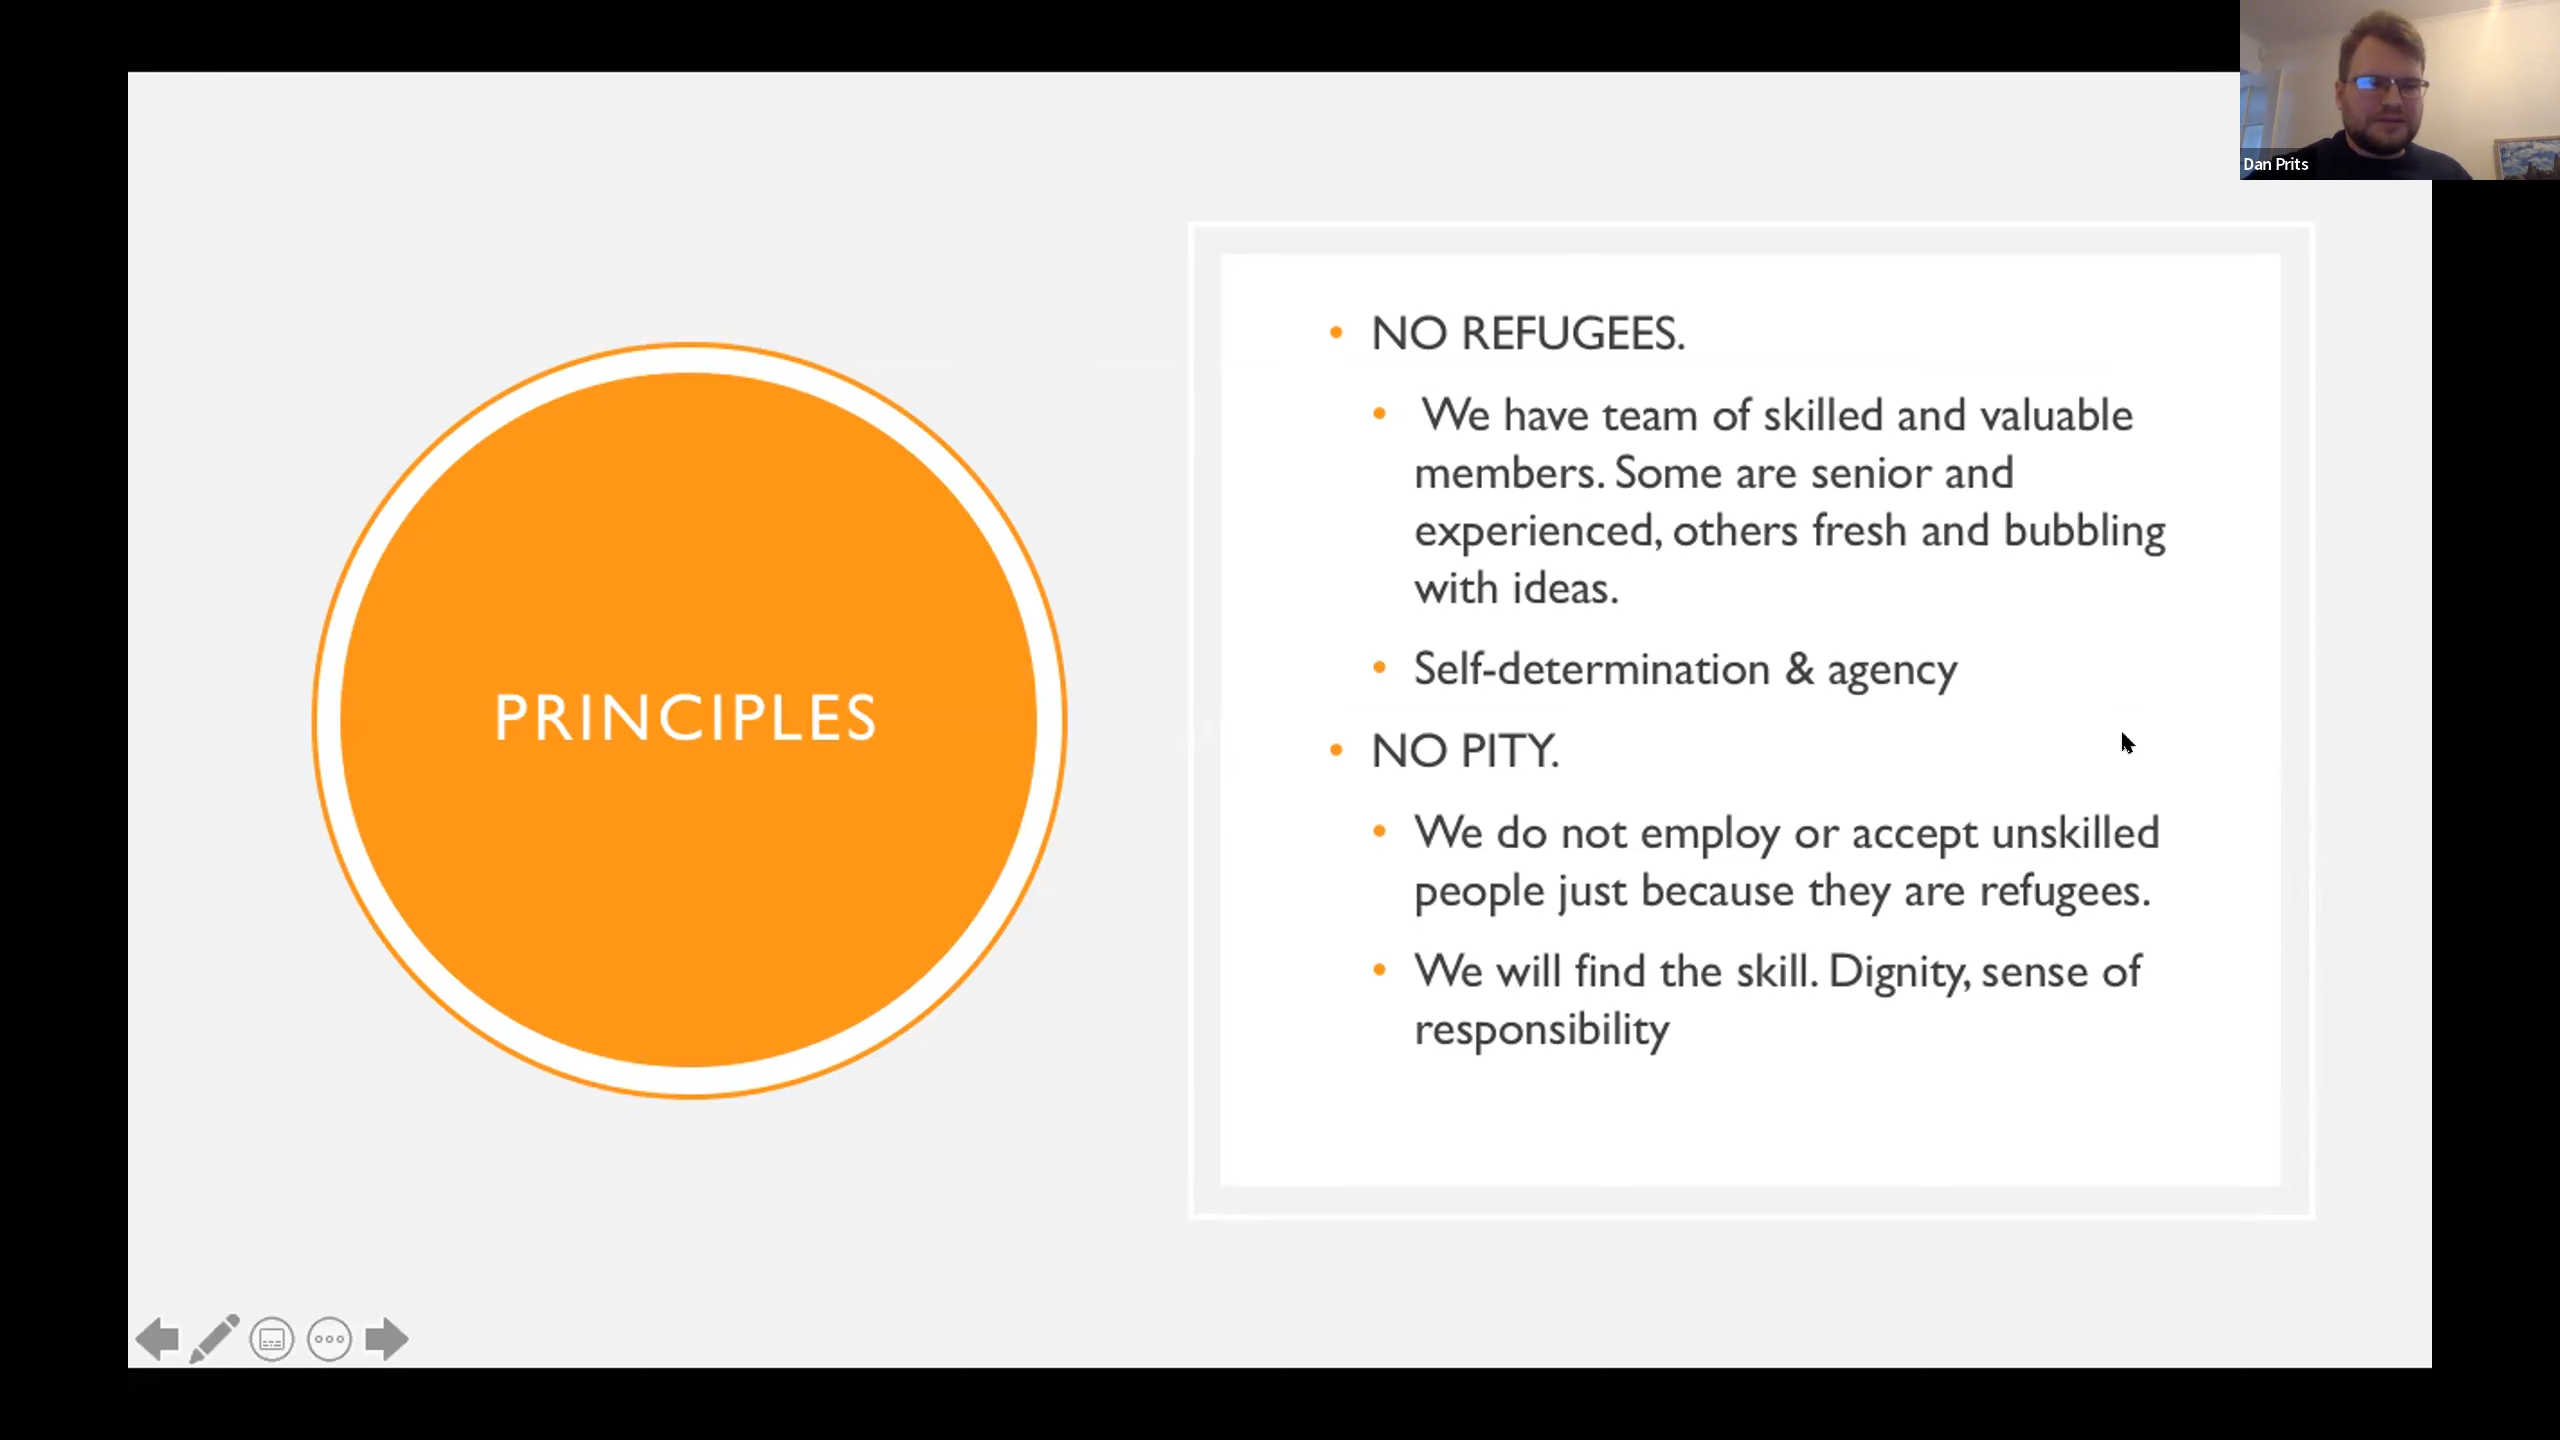 Dan Prits
PRINCIPLES
• NO REFUGEES.
• We have team of skilled and valuable
members. Some are senior and
experienced, others fresh and bubbling
with ideas.
• Self-determination & agency
• NO PITY.
• We do not employ or accept unskilled
people just because they are refugees.
• We will find the skill. Dignity, sense of
responsibility